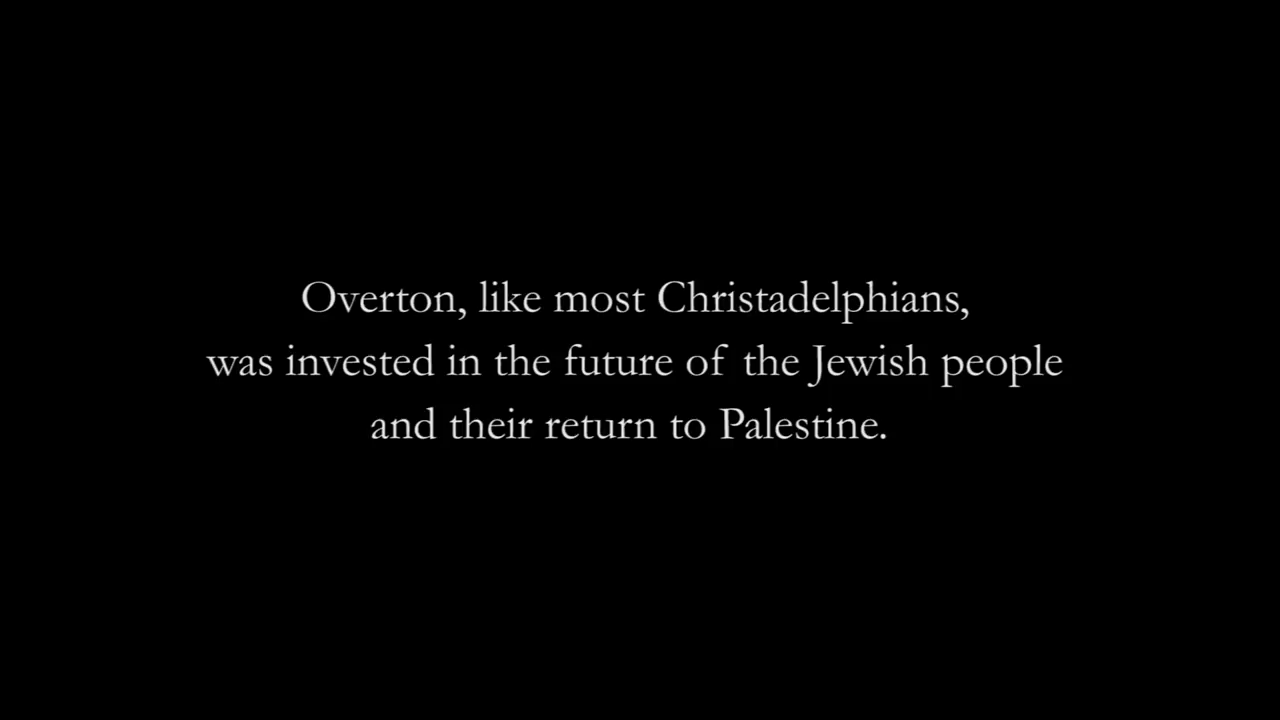 Overton, like most Christadelphians,
was invested in the future of the Jewish people
and their return to Palestine.